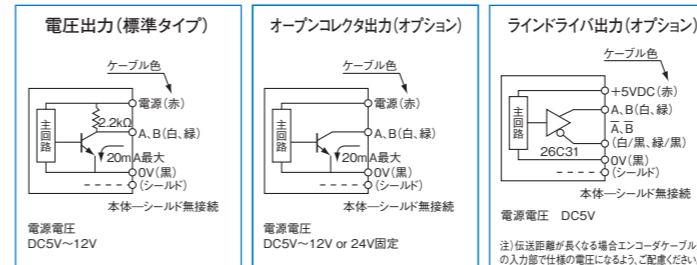 電圧出力(標準タイプ)
ケーブル色
電源(赤)
2.2kΩ
主回路
A、B(白、緑)
20mA最大
0V(黒)
(シールド)
本体―シールド無接続
電源電圧
DC5V～12V
オープンコレクタ出力(オプション)
ケーブル色
電源(赤)
主回路
A、B(白、緑)
20mA最大
0V(黒)
(シールド)
本体―シールド無接続
電源電圧
DC5V～12V or 24V固定
ラインドライバ出力(オプション)
ケーブル色
+5VDC(赤)
主回路
A、B(白、緑)
A̅、B̅
(白/黒、緑/黒)
26C31
0V(黒)
(シールド)
本体―シールド無接続
電源電圧 DC5V
注)伝送距離が長くなる場合エンコーダケーブル
の入力部で仕様の電圧になるよう、ご配慮ください